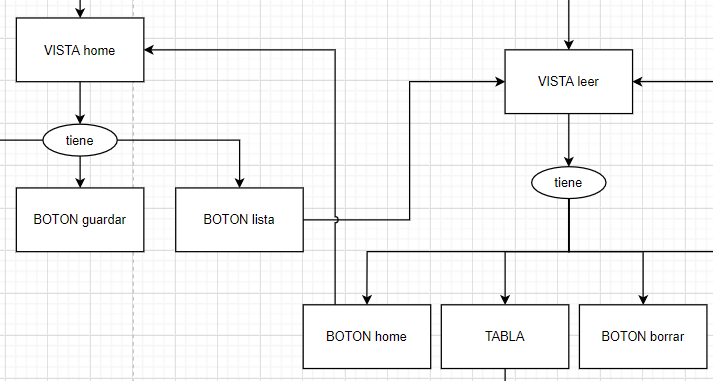 VISTA home
VISTA leer
tiene
tiene
BOTON guardar
BOTON lista
BOTON home
TABLA
BOTON borrar